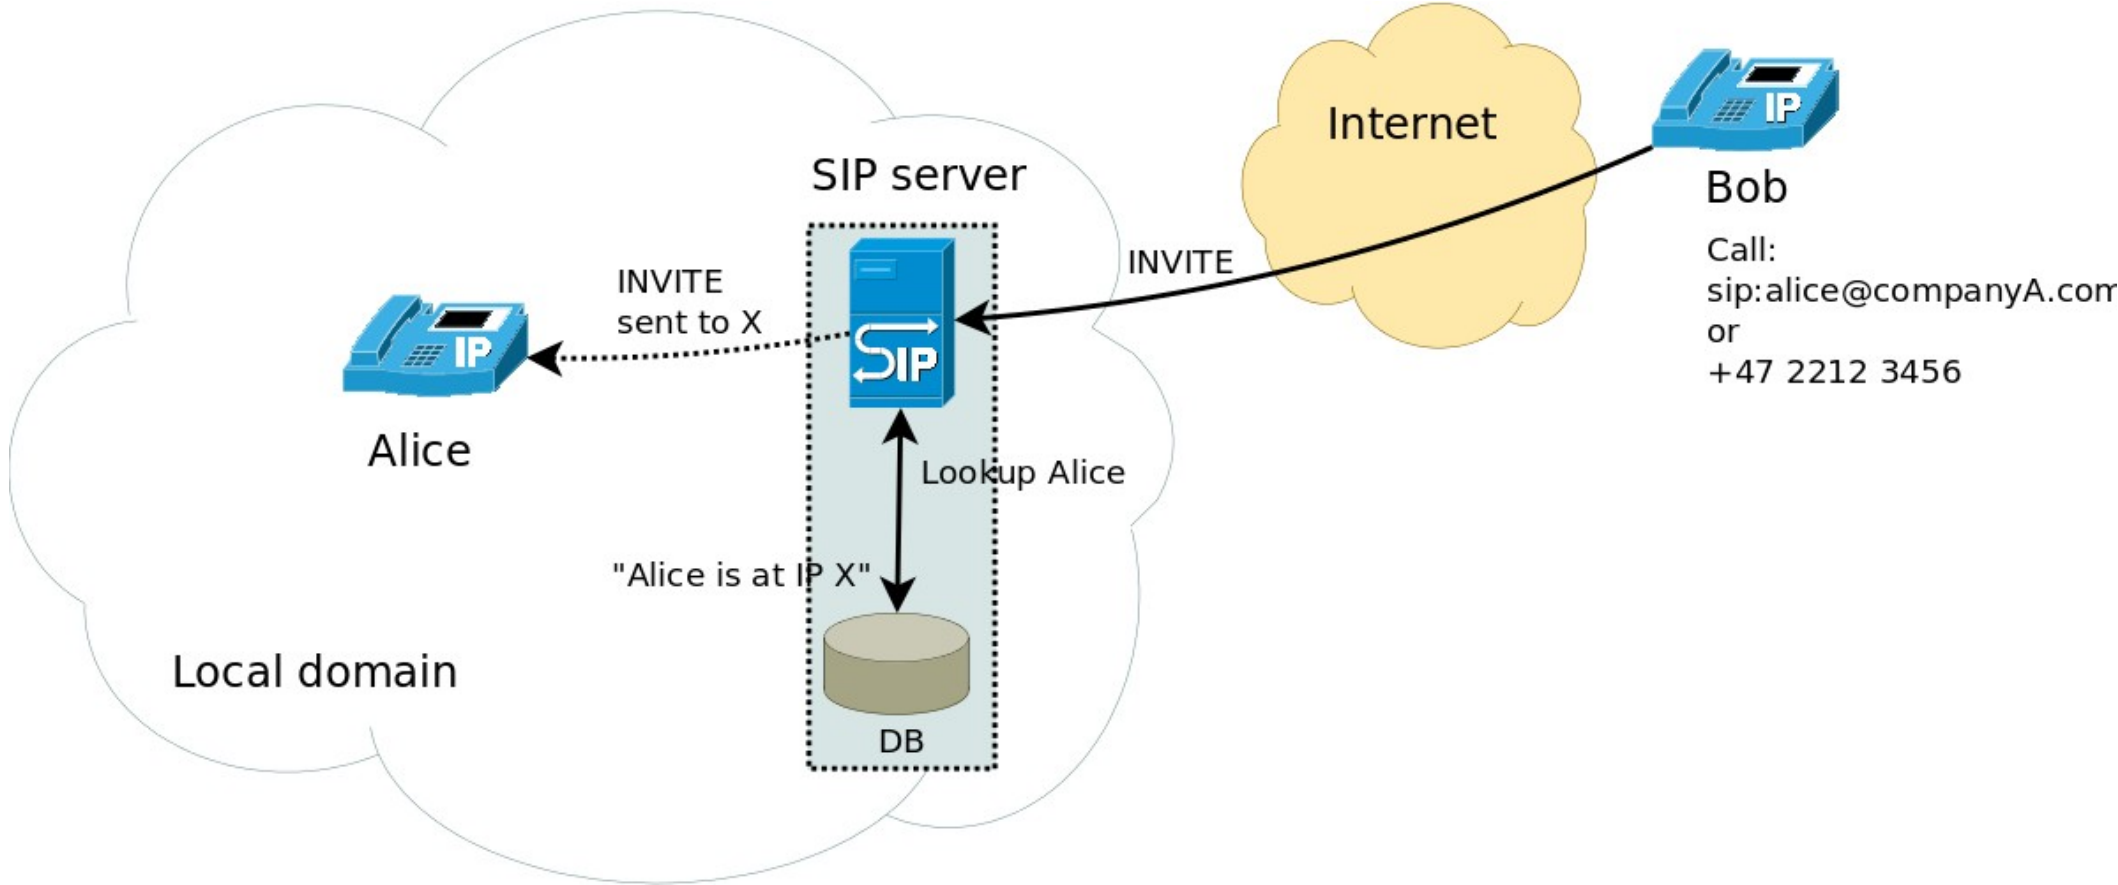 Internet
IP
Bob
Call:
sip:alice@companyA.com
or
+47 2212 3456
SIP server
INVITE
INVITE
sent to X
SIP
IP
Alice
Lookup Alice
"Alice is at IP X"
Local domain
DB